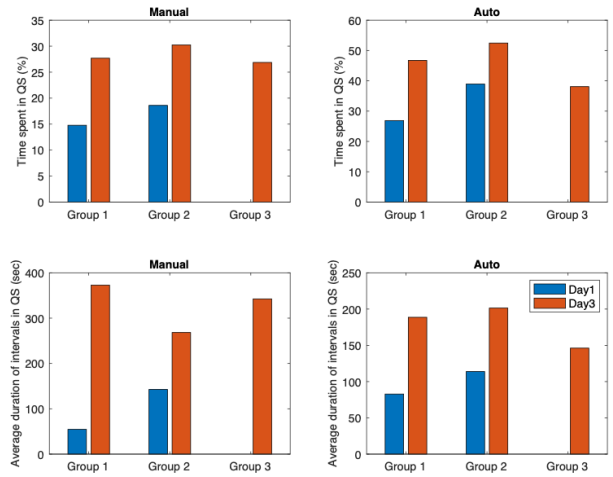 Manual
Time spent in QS (%)
35
30
25
20
15
10
5
0
Group 1 Group 2 Group 3
Auto
Time spent in QS (%)
60
50
40
30
20
10
0
Group 1 Group 2 Group 3
Manual
Average duration of intervals in QS (sec)
400
300
200
100
0
Group 1 Group 2 Group 3
Auto
Average duration of intervals in QS (sec)
250
200
150
100
50
0
Day1
Day3
Group 1 Group 2 Group 3